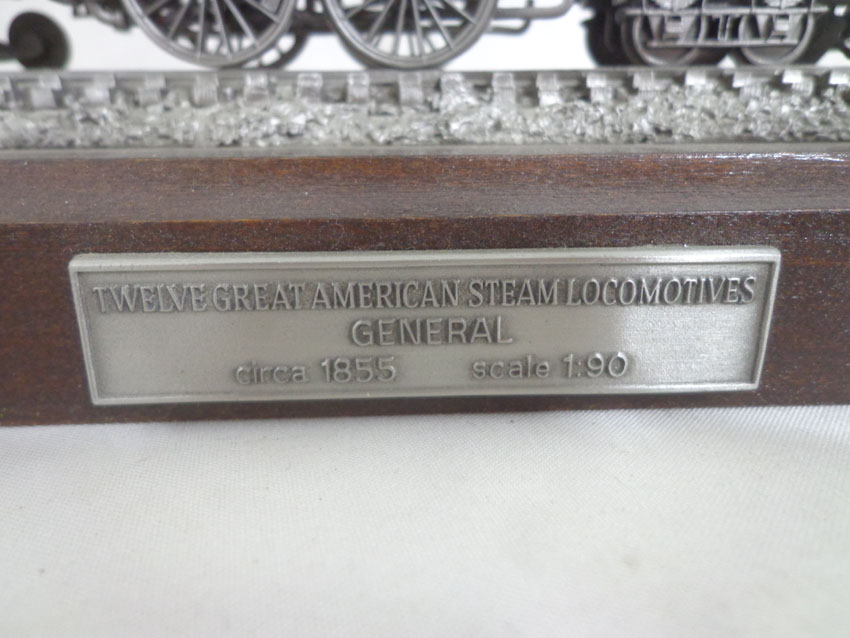 TWELVE GREAT AMERICAN STEAM LOCOMOTIVES
GENERAL
circa 1855 scale 1:90